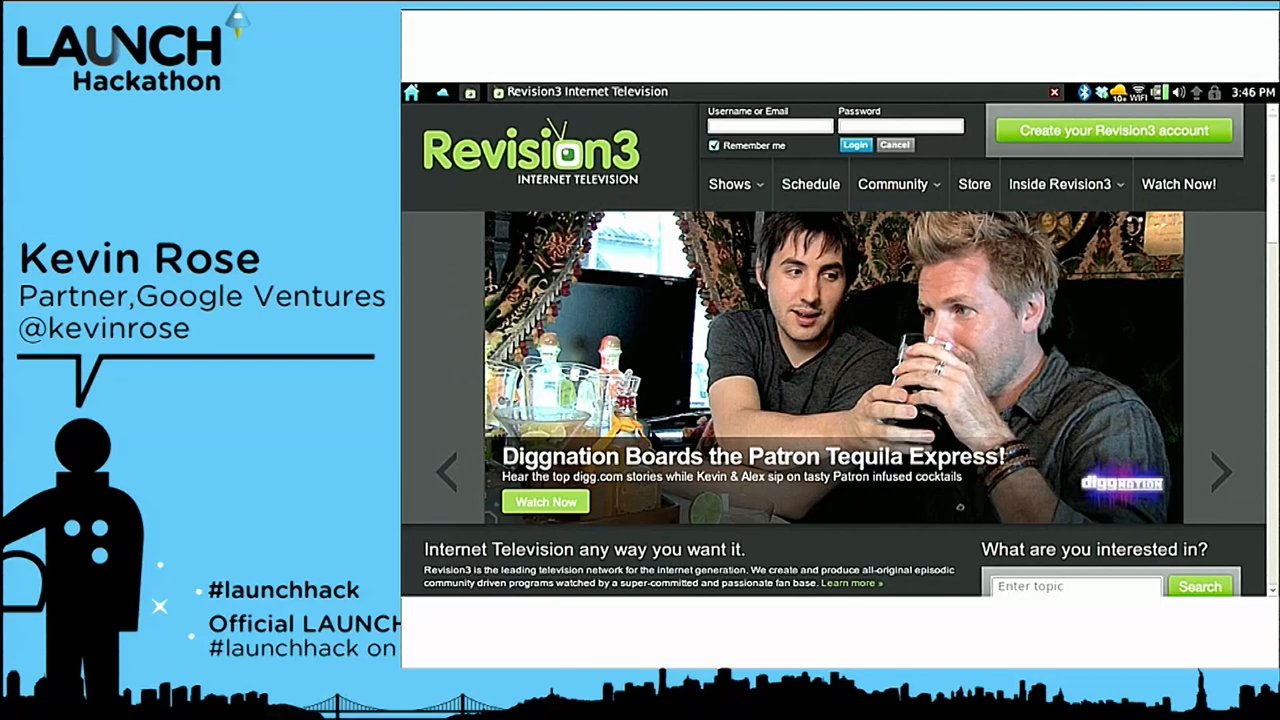 LAUNCH
Hackathon
Kevin Rose
Partner,Google Ventures
@kevinrose
#launchhack
Official LAUNCH
#launchhack on
Revision3 Internet Television
10+
WIFI
3:46 PM
Revision3
INTERNET TELEVISION
Username or Email
Password
Remember me
Login
Cancel
Create your Revision3 account
Shows
Schedule
Community
Store
Inside Revision3
Watch Now!
Diggnation Boards the Patron Tequila Express!
Hear the top digg.com stories while Kevin & Alex sip on tasty Patron infused cocktails
Watch Now
diggnation
Internet Television any way you want it.
Revision3 is the leading television network for the internet generation. We create and produce all-original episodic
community driven programs watched by a super-committed and passionate fan base. Learn more »
What are you interested in?
Enter topic
Search